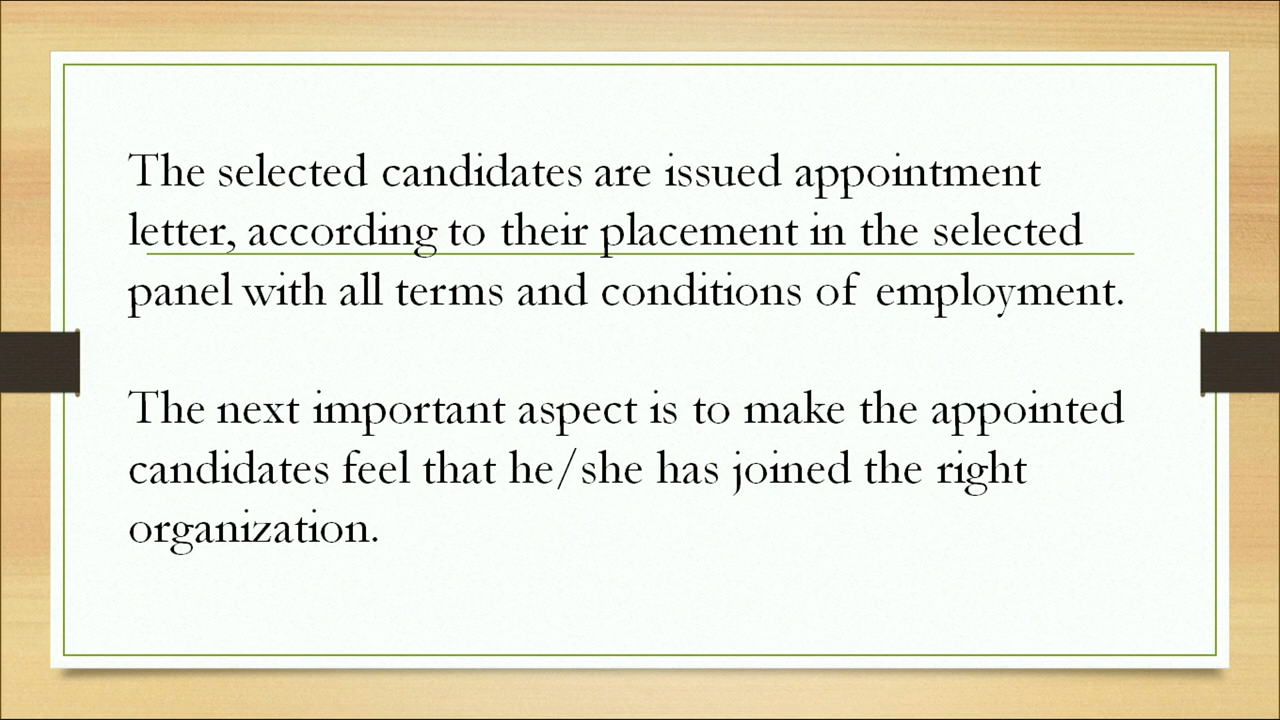 The selected candidates are issued appointment
letter, according to their placement in the selected
panel with all terms and conditions of employment.
The next important aspect is to make the appointed
candidates feel that he/she has joined the right
organization.